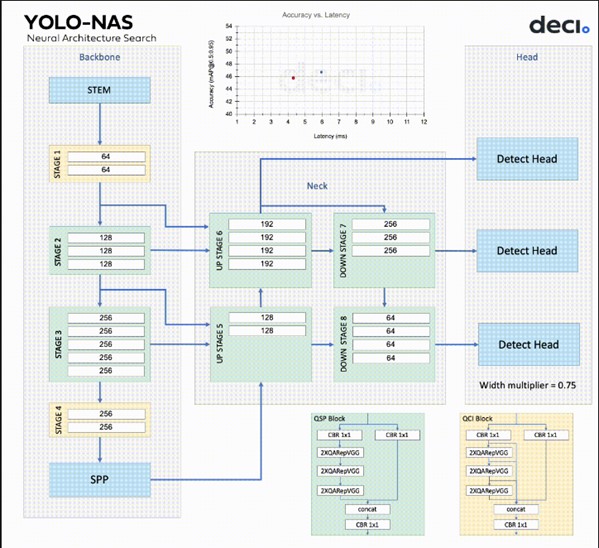 YOLO-NAS
Neural Architecture Search
deci.
Accuracy vs. Latency
Accuracy (mAP@0.5:0.95)
54
52
50
48
46
44
42
40
1 2 3 4 5 6 7 8 9 10 11 12
Latency (ms)
Backbone
STEM
STAGE 1
64
64
STAGE 2
128
128
128
STAGE 3
256
256
256
256
256
STAGE 4
256
256
SPP
Neck
UP STAGE 6
192
192
192
192
DOWN STAGE 7
256
256
256
UP STAGE 5
128
128
DOWN STAGE 8
64
64
64
64
Head
Detect Head
Detect Head
Detect Head
Width multiplier = 0.75
QSP Block
CBR 1x1
CBR 1x1
2XQARepVGG
2XQARepVGG
2XQARepVGG
concat
CBR 1x1
QCI Block
CBR 1x1
CBR 1x1
2XQARepVGG
2XQARepVGG
2XQARepVGG
concat
CBR 1x1